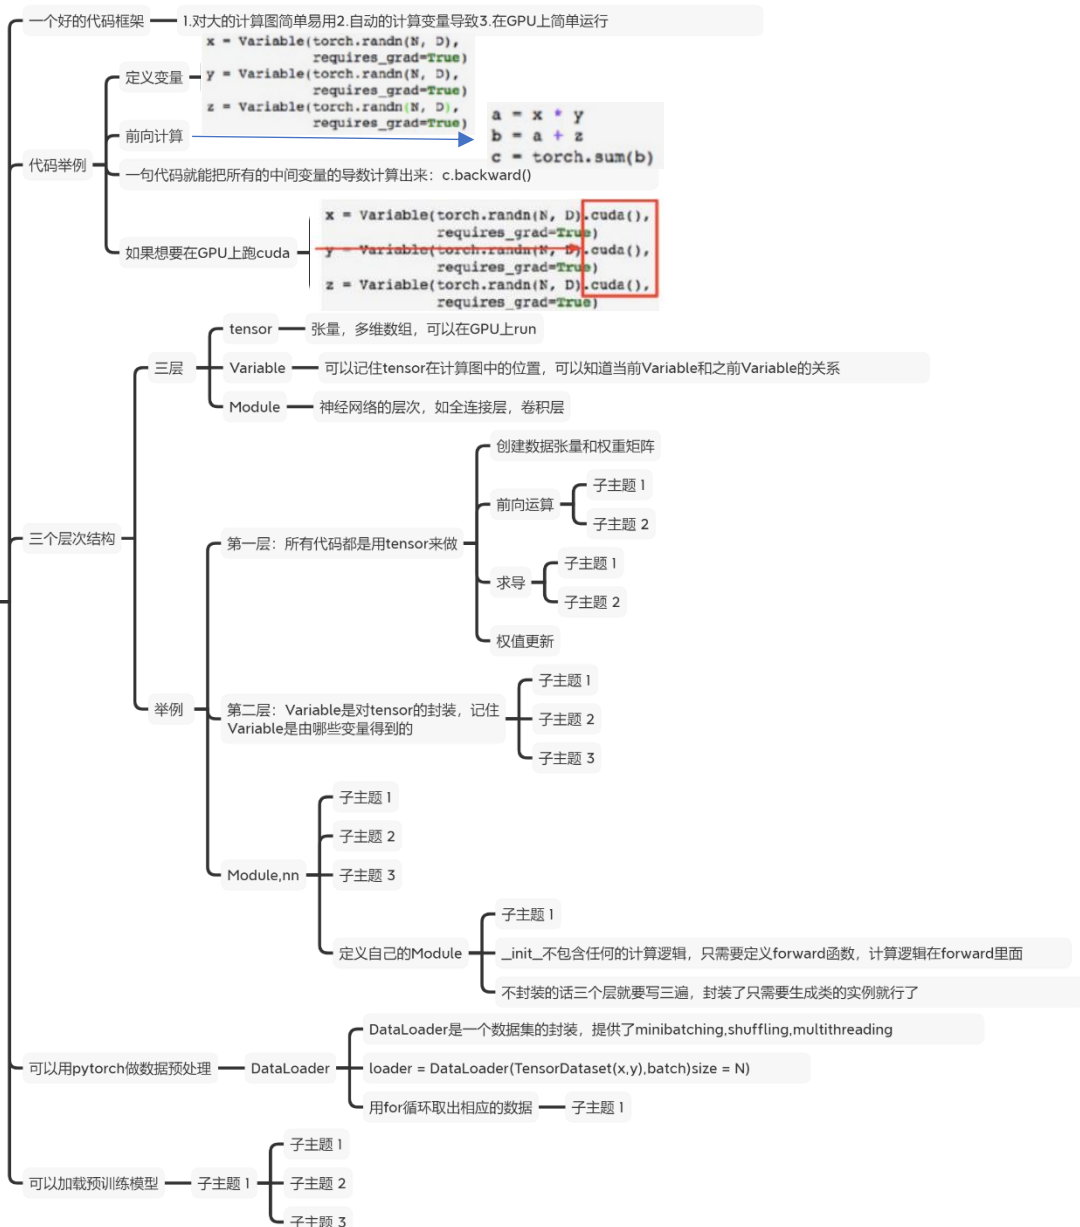 一个好的代码框架
1.对大的计算图简单易用2.自动的计算变量导致3.在GPU上简单运行
代码举例
定义变量
x = Variable(torch.randn(N, D),
requires_grad=True)
y = Variable(torch.randn(N, D),
requires_grad=True)
z = Variable(torch.randn(N, D),
requires_grad=True)
前向计算
a = x * y
b = a + z
c = torch.sum(b)
一句代码就能把所有的中间变量的导数计算出来：c.backward()
如果想要在GPU上跑cuda
x = Variable(torch.randn(N, D).cuda(),
requires_grad=True)
y = Variable(torch.randn(N, D).cuda(),
requires_grad=True)
z = Variable(torch.randn(N, D).cuda(),
requires_grad=True)
三个层次结构
三层
tensor
张量，多维数组，可以在GPU上run
Variable
可以记住tensor在计算图中的位置，可以知道当前Variable和之前Variable的关系
Module
神经网络的层次，如全连接层，卷积层
举例
第一层：所有代码都是用tensor来做
创建数据张量和权重矩阵
前向运算
子主题 1
子主题 2
求导
子主题 1
子主题 2
权值更新
第二层：Variable是对tensor的封装，记住
Variable是由哪些变量得到的
子主题 1
子主题 2
子主题 3
Module,nn
子主题 1
子主题 2
子主题 3
定义自己的Module
子主题 1
_init_不包含任何的计算逻辑，只需要定义forward函数，计算逻辑在forward里面
不封装的话三个层就要写三遍，封装了只需要生成类的实例就行了
可以用pytorch做数据预处理
DataLoader
DataLoader是一个数据集的封装，提供了minibatching,shuffling,multithreading
loader = DataLoader(TensorDataset(x,y),batch)size = N)
用for循环取出相应的数据
子主题 1
可以加载预训练模型
子主题 1
子主题 1
子主题 2
子主题 3